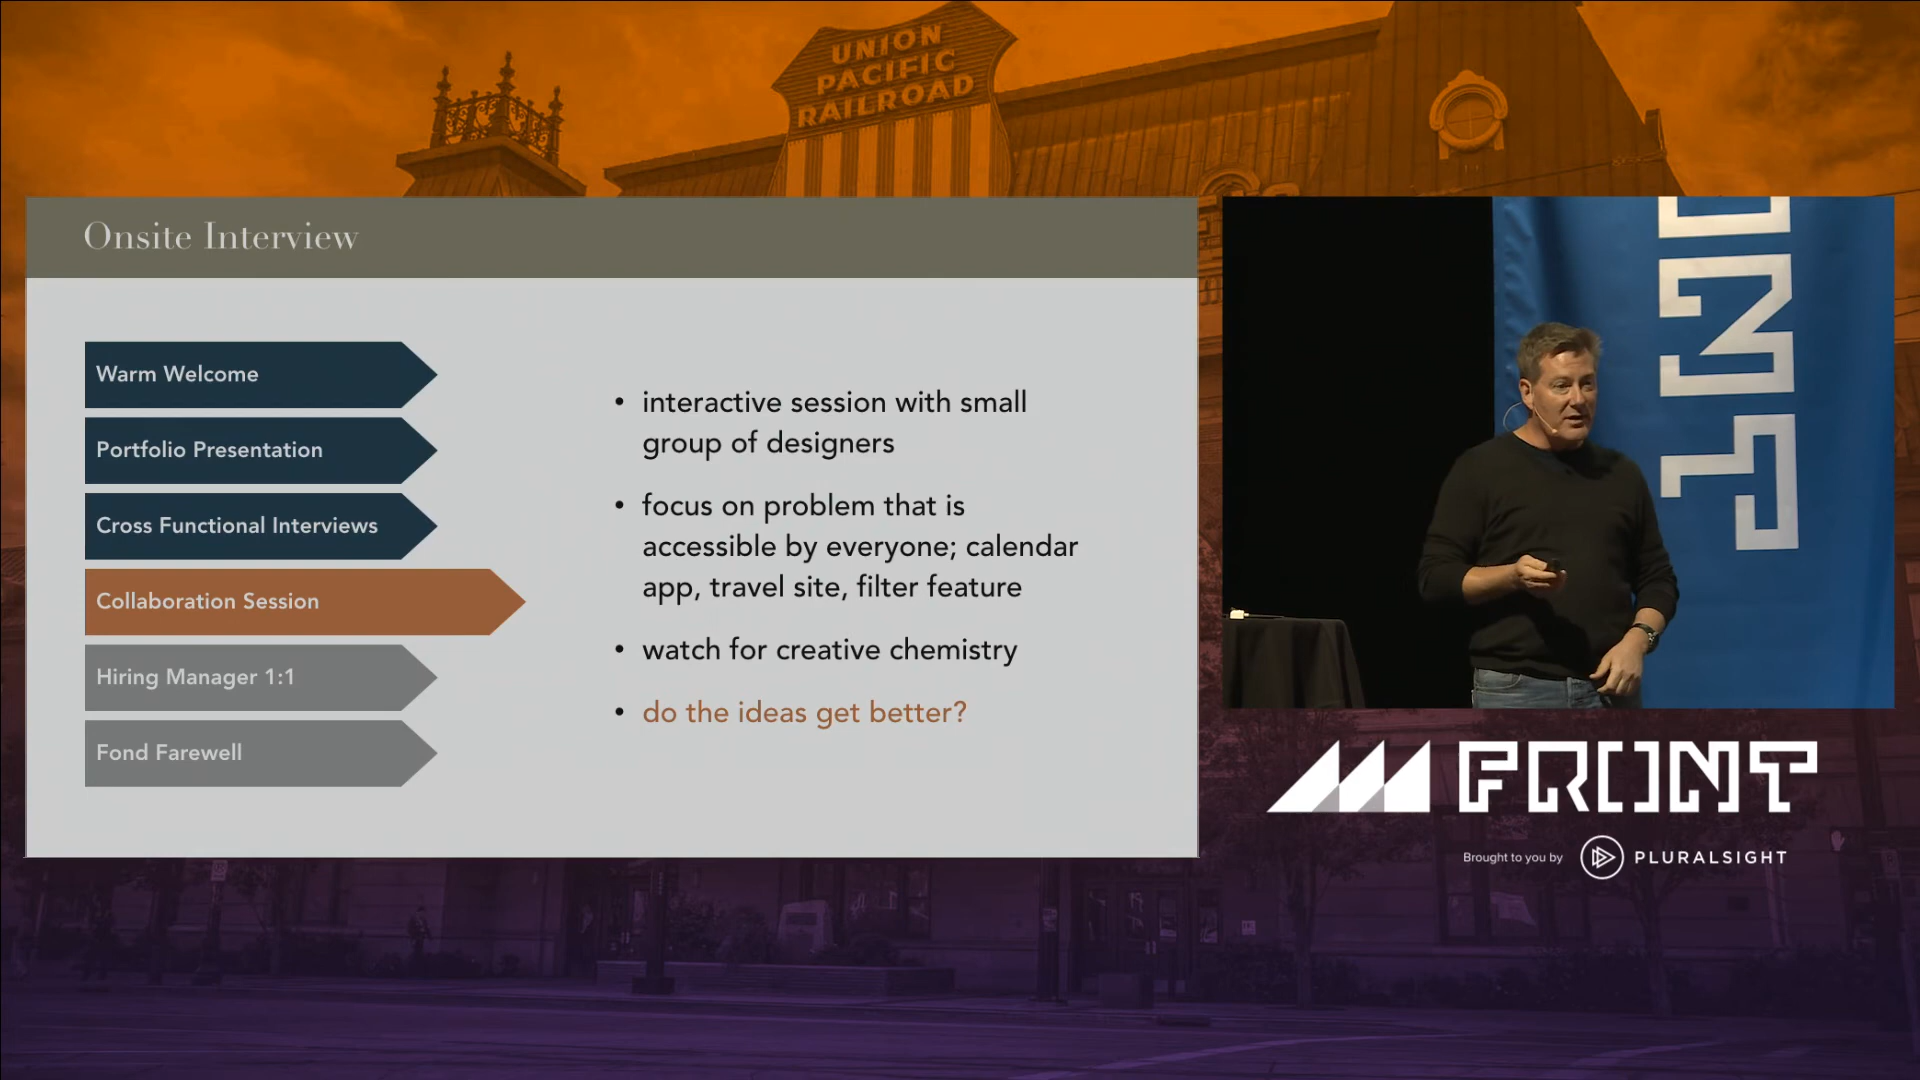 UNION
PACIFIC
RAILROAD
Onsite Interview
Warm Welcome
Portfolio Presentation
Cross Functional Interviews
Collaboration Session
Hiring Manager 1:1
Fond Farewell
• interactive session with small
group of designers
• focus on problem that is
accessible by everyone; calendar
app, travel site, filter feature
• watch for creative chemistry
• do the ideas get better?
NT
FRONT
Brought to you by
PLURALSIGHT